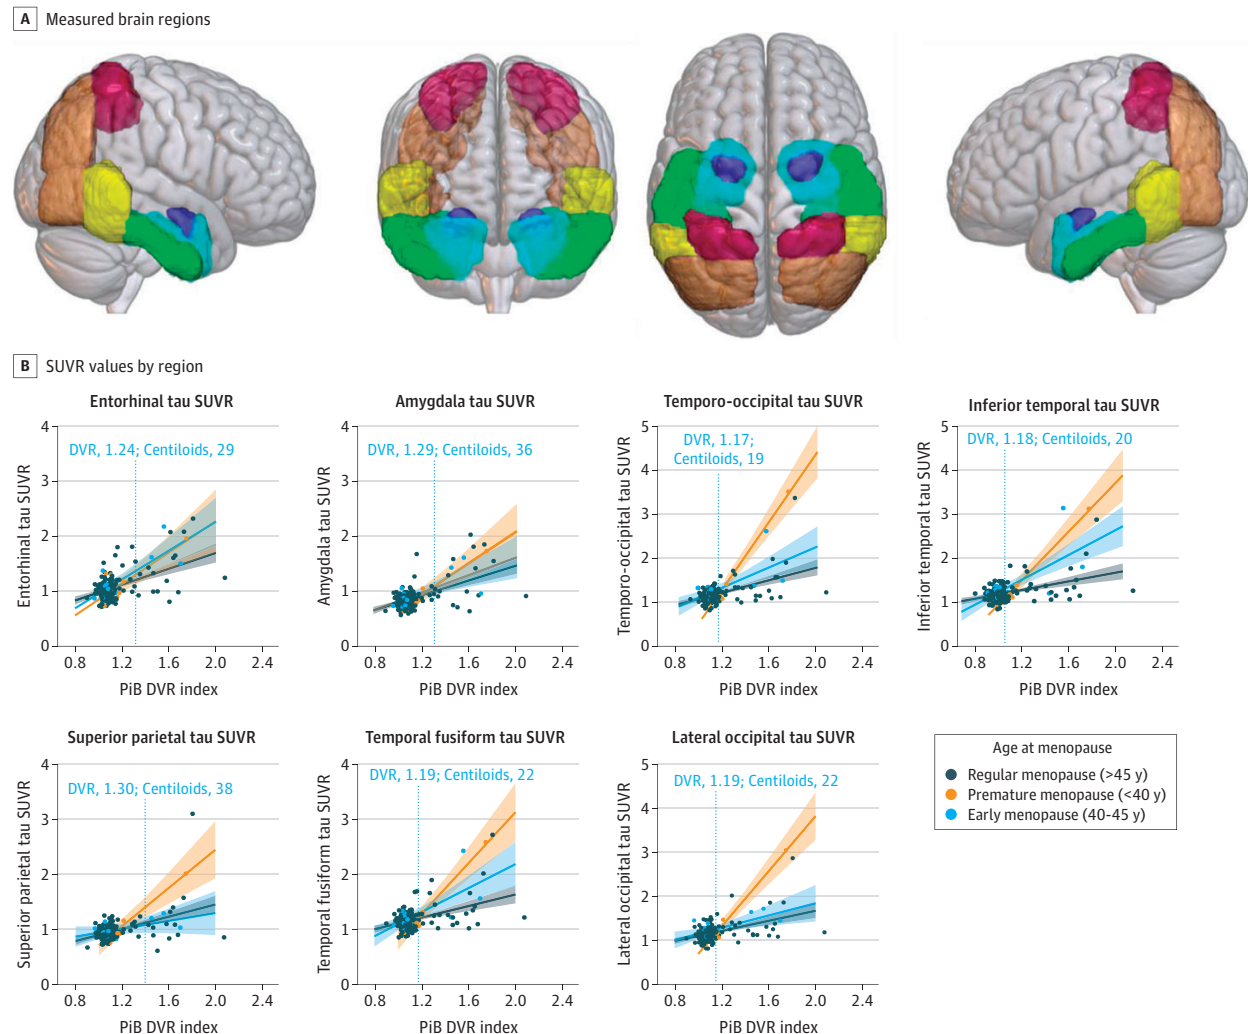 A Measured brain regions
B SUVR values by region
Entorhinal tau SUVR
DVR, 1.24; Centiloids, 29
Entorhinal tau SUVR
4
3
2
1
0
0.8 1.2 1.6 2.0 2.4
PiB DVR index
Amygdala tau SUVR
DVR, 1.29; Centiloids, 36
Amygdala tau SUVR
4
3
2
1
0
0.8 1.2 1.6 2.0 2.4
PiB DVR index
Temporo-occipital tau SUVR
DVR, 1.17;
Centiloids, 19
Temporo-occipital tau SUVR
5
4
3
2
1
0
0.8 1.2 1.6 2.0 2.4
PiB DVR index
Inferior temporal tau SUVR
DVR, 1.18; Centiloids, 20
Inferior temporal tau SUVR
5
4
3
2
1
0
0.8 1.2 1.6 2.0 2.4
PiB DVR index
Superior parietal tau SUVR
DVR, 1.30; Centiloids, 38
Superior parietal tau SUVR
4
3
2
1
0
0.8 1.2 1.6 2.0 2.4
PiB DVR index
Temporal fusiform tau SUVR
DVR, 1.19; Centiloids, 22
Temporal fusiform tau SUVR
4
3
2
1
0
0.8 1.2 1.6 2.0 2.4
PiB DVR index
Lateral occipital tau SUVR
DVR, 1.19; Centiloids, 22
Lateral occipital tau SUVR
5
4
3
2
1
0
0.8 1.2 1.6 2.0 2.4
PiB DVR index
Age at menopause
Regular menopause (>45 y)
Premature menopause (<40 y)
Early menopause (40-45 y)